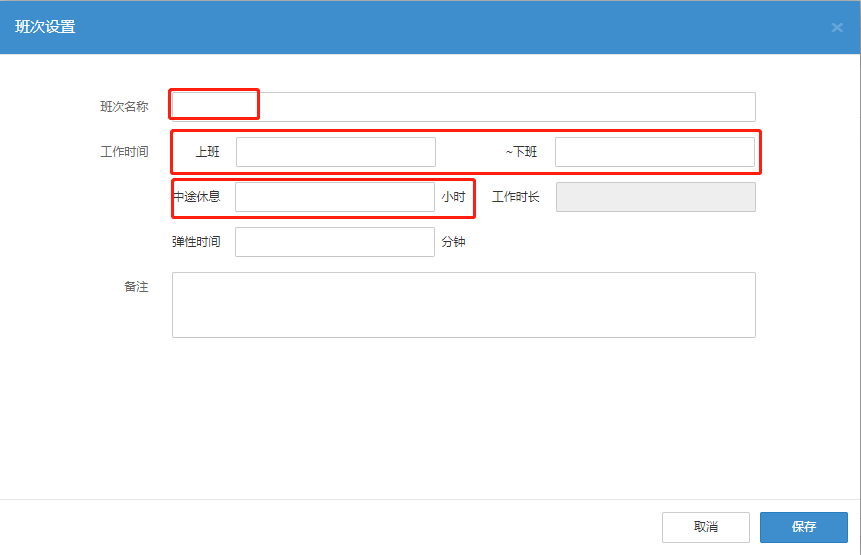 班次设置 ×
班次名称
工作时间 上班 ~下班
中途休息 小时 工作时长
弹性时间 分钟
备注
取消 保存